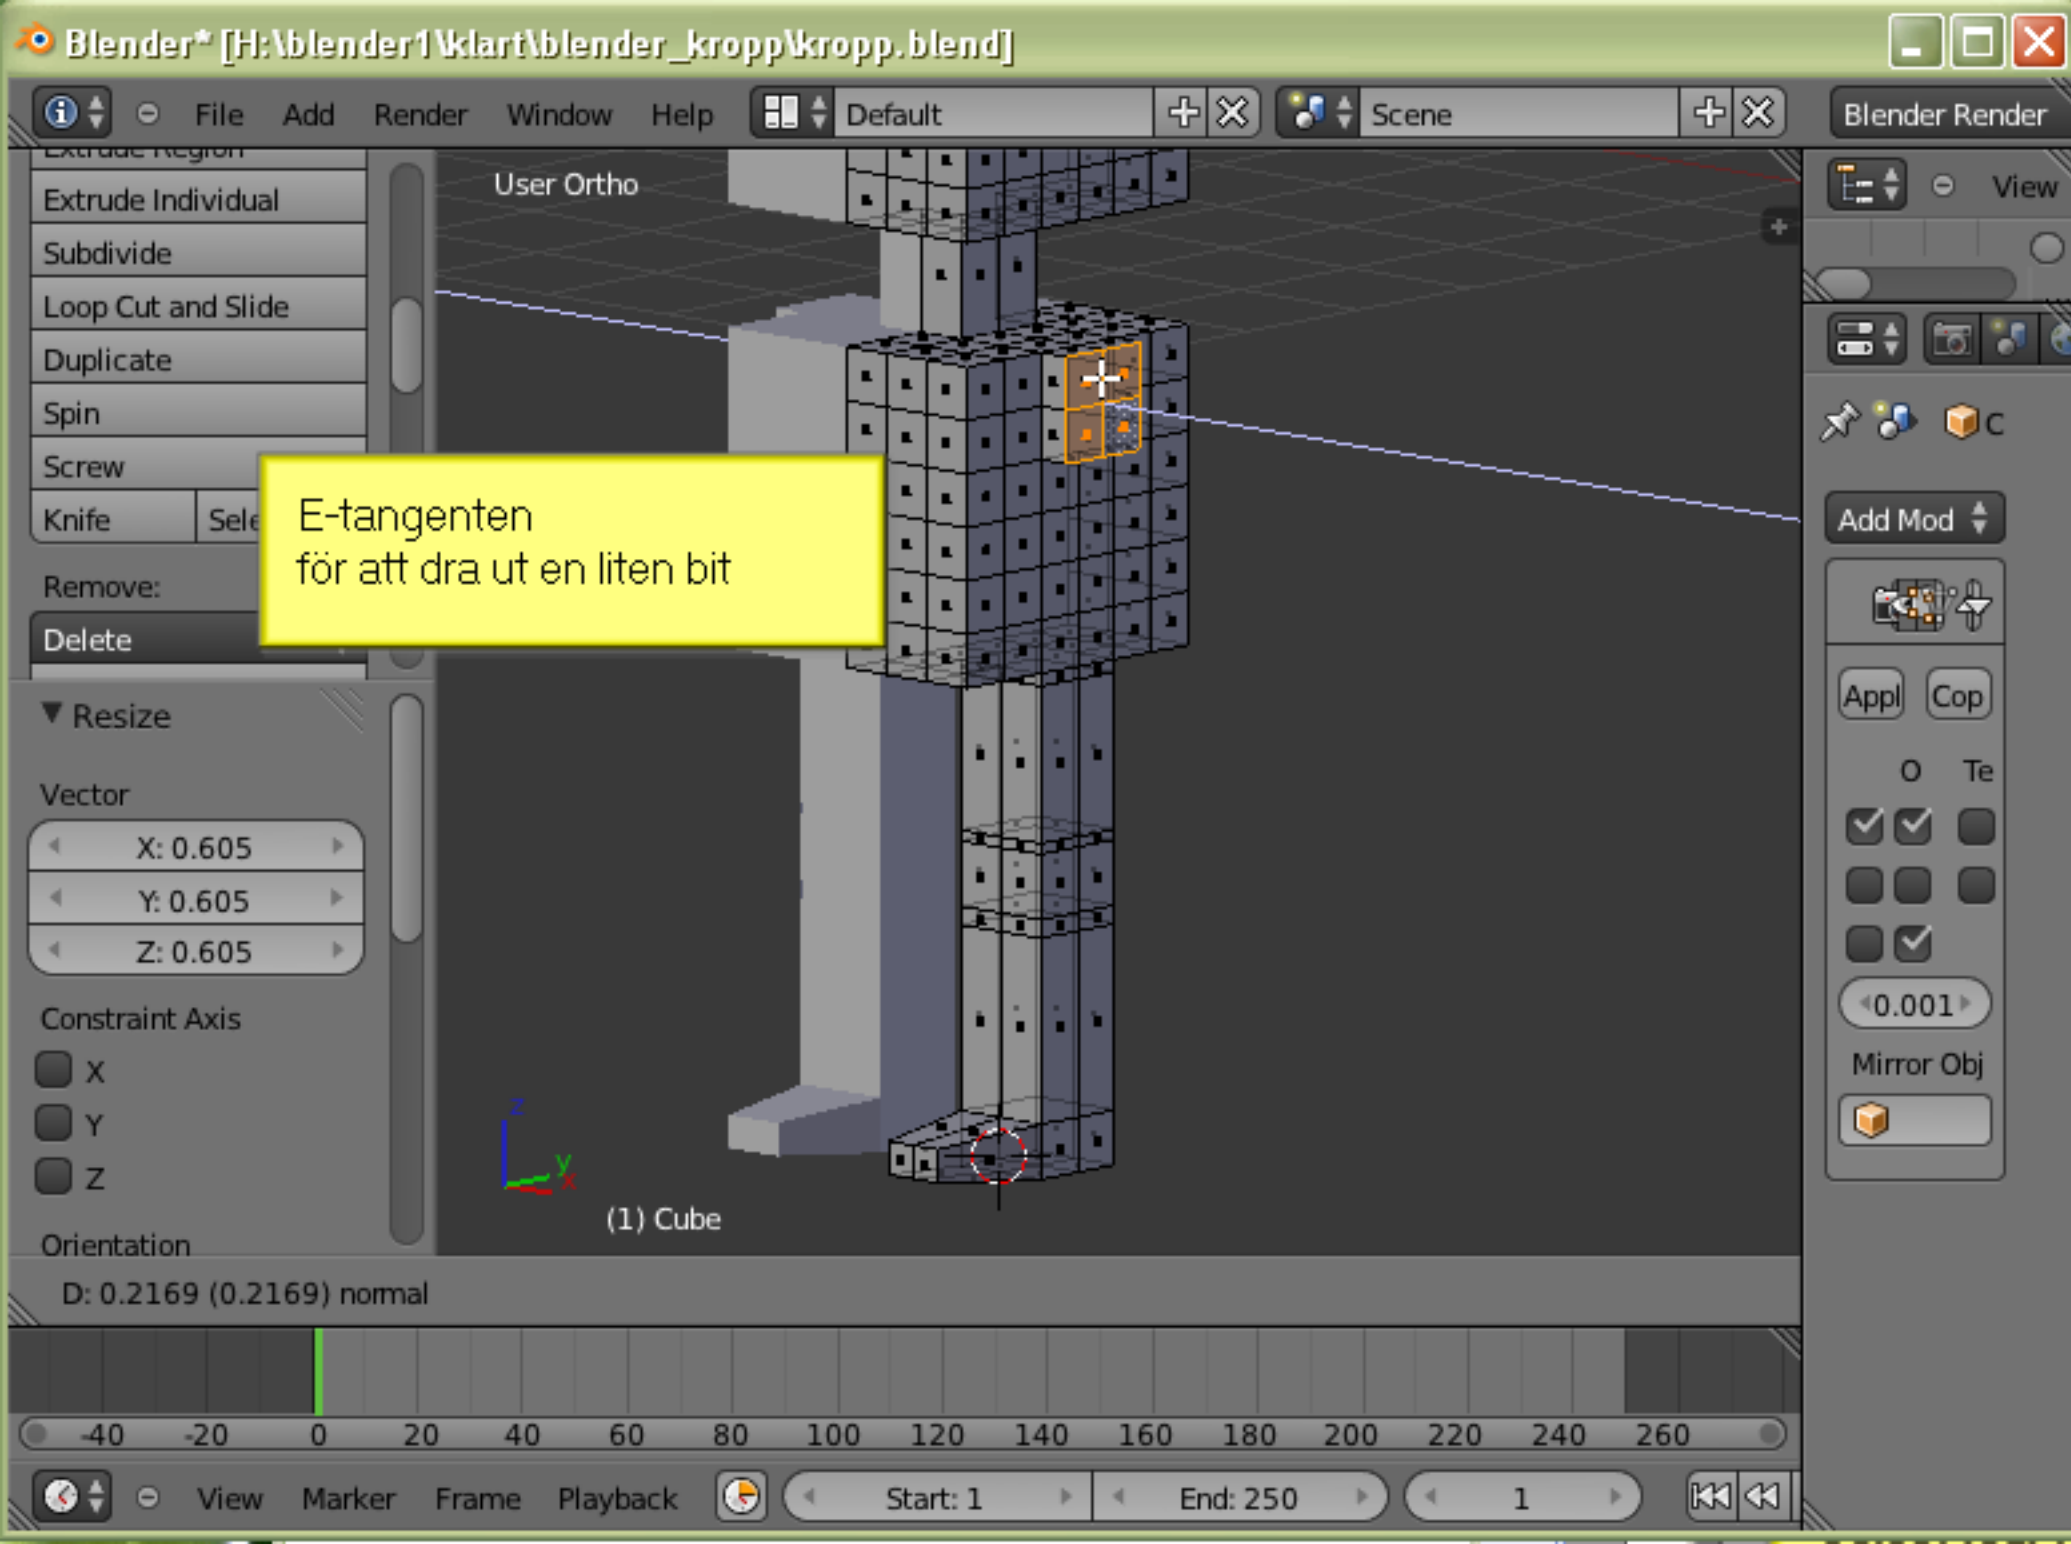 Blender* [H:\blender1\klart\blender_kropp\kropp.blend]
File Add Render Window Help Default Scene Blender Render
Extrude Region
User Ortho
View
Extrude Individual
Subdivide
Loop Cut and Slide
Duplicate
Spin
C
Screw
Knife Sele
Add Mod
E-tangenten
för att dra ut en liten bit
Remove:
Delete
Appl Cop
Resize
O Te
Vector
X: 0.605
Y: 0.605
Z: 0.605
0.001
Constraint Axis
Mirror Obj
X
Y
Z
z
y
x
(1) Cube
Orientation
D: 0.2169 (0.2169) normal
-40 -20 0 20 40 60 80 100 120 140 160 180 200 220 240 260
View Marker Frame Playback Start: 1 End: 250 1